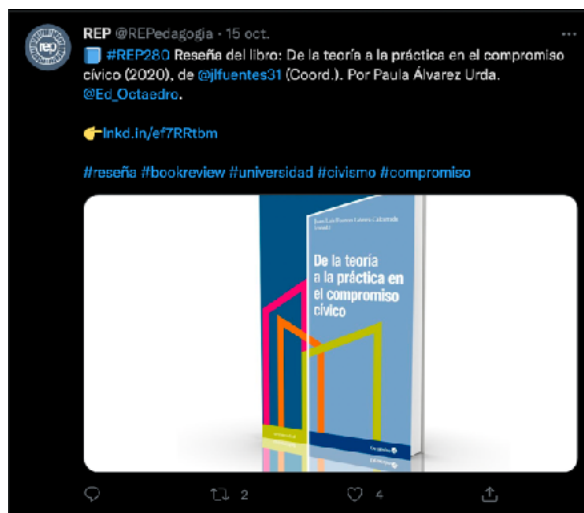 REP @REPedagogia · 15 oct.
#REP280 Reseña del libro: De la teoría a la práctica en el compromiso
cívico (2020), de @jlfuentes31 (Coord.). Por Paula Álvarez Urda.
@Ed_Octaedro.
lnkd.in/ef7RRtbm
#reseña #bookreview #universidad #civismo #compromiso
De la teoría
a la práctica en
el compromiso
cívico
2
4